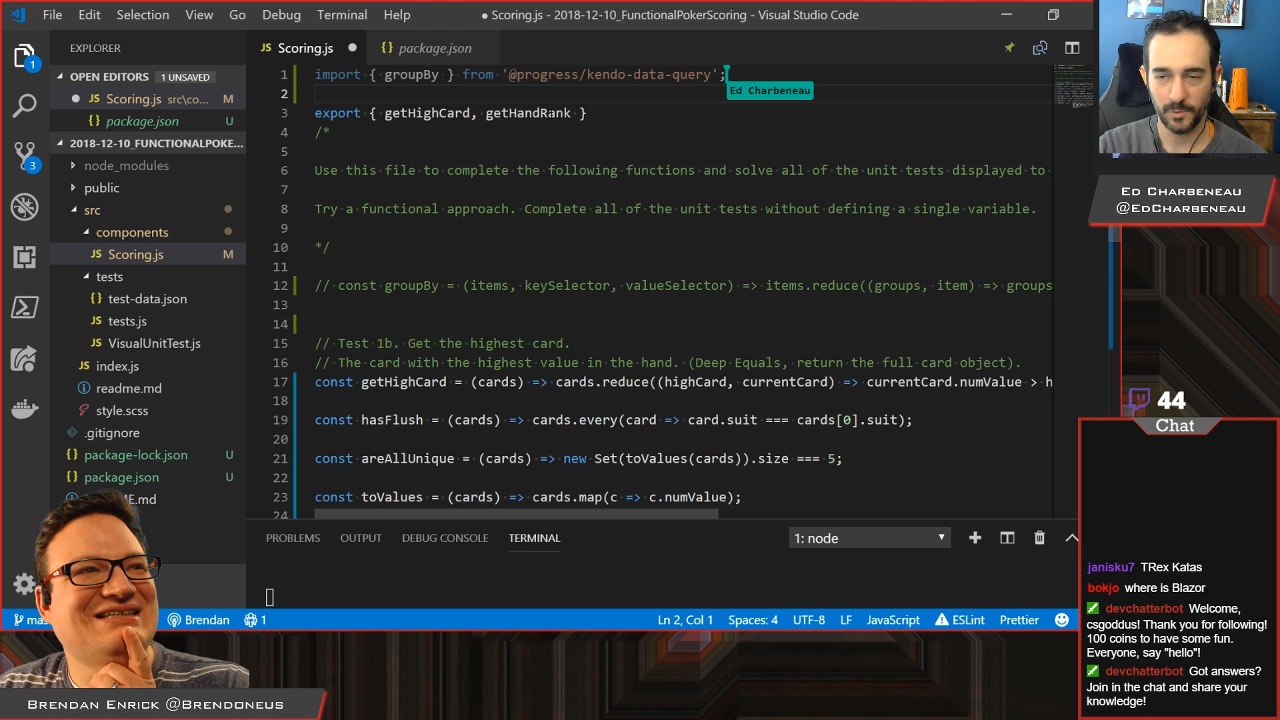 File Edit Selection View Go Debug Terminal Help
● Scoring.js - 2018-12-10_FunctionalPokerScoring - Visual Studio Code
EXPLORER
OPEN EDITORS 1 UNSAVED
JS Scoring.js src\co... M
{} package.json U
2018-12-10_FUNCTIONALPOKE...
node_modules
public
src
components
JS Scoring.js M
tests
{} test-data.json
JS tests.js
JS VisualUnitTest.js
JS index.js
readme.md
style.scss
.gitignore
{} package-lock.json U
{} package.json U
ME.md
1
3
JS Scoring.js ●
{} package.json
1 import { groupBy } from '@progress/kendo-data-query';
Ed Charbeneau
2
3 export { getHighCard, getHandRank }
4 /*
5
6 Use this file to complete the following functions and solve all of the unit tests displayed to
7
8 Try a functional approach. Complete all of the unit tests without defining a single variable.
9
10 */
11
12 // const groupBy = (items, keySelector, valueSelector) => items.reduce((groups, item) => groups
13
14
15 // Test 1b. Get the highest card.
16 // The card with the highest value in the hand. (Deep Equals, return the full card object).
17 const getHighCard = (cards) => cards.reduce((highCard, currentCard) => currentCard.numValue > h
18
19 const hasFlush = (cards) => cards.every(card => card.suit === cards[0].suit);
20
21 const areAllUnique = (cards) => new Set(toValues(cards)).size === 5;
22
23 const toValues = (cards) => cards.map(c => c.numValue);
24
PROBLEMS OUTPUT DEBUG CONSOLE TERMINAL
1: node
mas
Brendan 1
Ln 2, Col 1 Spaces: 4 UTF-8 LF JavaScript ESLint Prettier
Ed Charbeneau
@EdCharbeneau
44
Chat
janisku7 TRex Katas
bokjo where is Blazor
devchatterbot Welcome,
csgoddus! Thank you for following!
100 coins to have some fun.
Everyone, say "hello"!
devchatterbot Got answers?
Join in the chat and share your
knowledge!
Brendan Enrick @Brendoneus